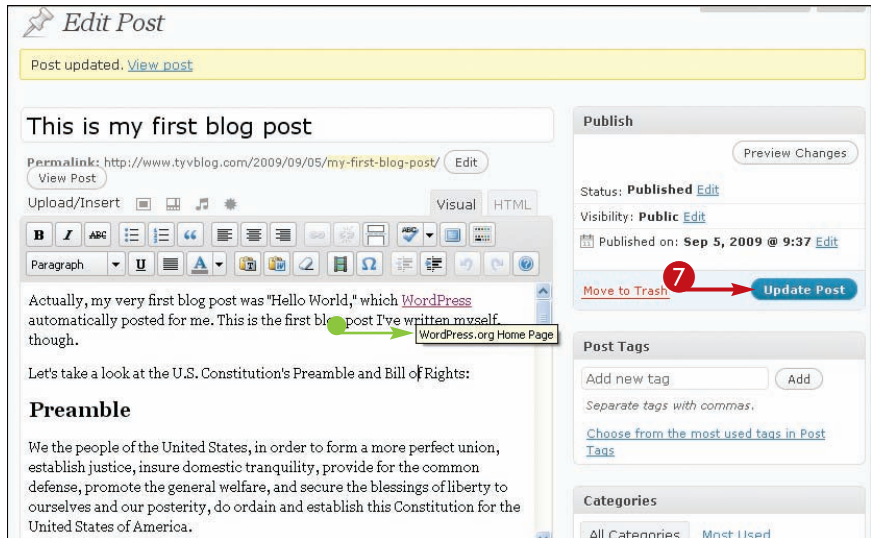 Edit Post
Post updated. View post
This is my first blog post
Permalink: http://www.tyvblog.com/2009/09/05/my-first-blog-post/ Edit
View Post
Upload/Insert
Visual HTML
B I ABC
ABC
Paragraph U A Ω
Actually, my very first blog post was "Hello World," which WordPress
automatically posted for me. This is the first blog post I've written myself,
though.
WordPress.org Home Page
Let's take a look at the U.S. Constitution's Preamble and Bill of Rights:
Preamble
We the people of the United States, in order to form a more perfect union,
establish justice, insure domestic tranquility, provide for the common
defense, promote the general welfare, and secure the blessings of liberty to
ourselves and our posterity, do ordain and establish this Constitution for the
United States of America.
Publish
Preview Changes
Status: Published Edit
Visibility: Public Edit
Published on: Sep 5, 2009 @ 9:37 Edit
7
Move to Trash Update Post
Post Tags
Add new tag Add
Separate tags with commas.
Choose from the most used tags in Post
Tags
Categories
All Categories Most Used